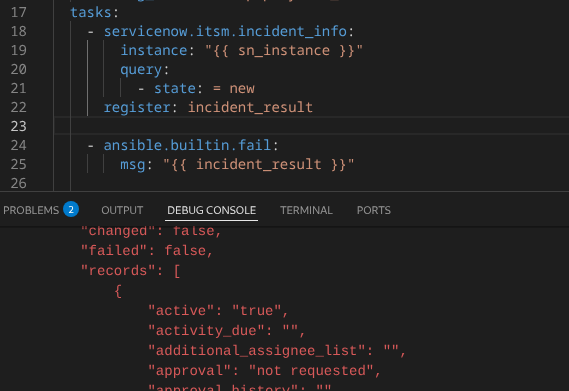 17 tasks:
18 - servicenow.itsm.incident_info:
19 instance: "{{ sn_instance }}"
20 query:
21 - state: = new
22 register: incident_result
23
24 - ansible.builtin.fail:
25 msg: "{{ incident_result }}"
26
PROBLEMS 2 OUTPUT DEBUG CONSOLE TERMINAL PORTS
"changed": false,
"failed": false,
"records": [
{
"active": "true",
"activity_due": "",
"additional_assignee_list": "",
"approval": "not requested",
"approval_history": ""